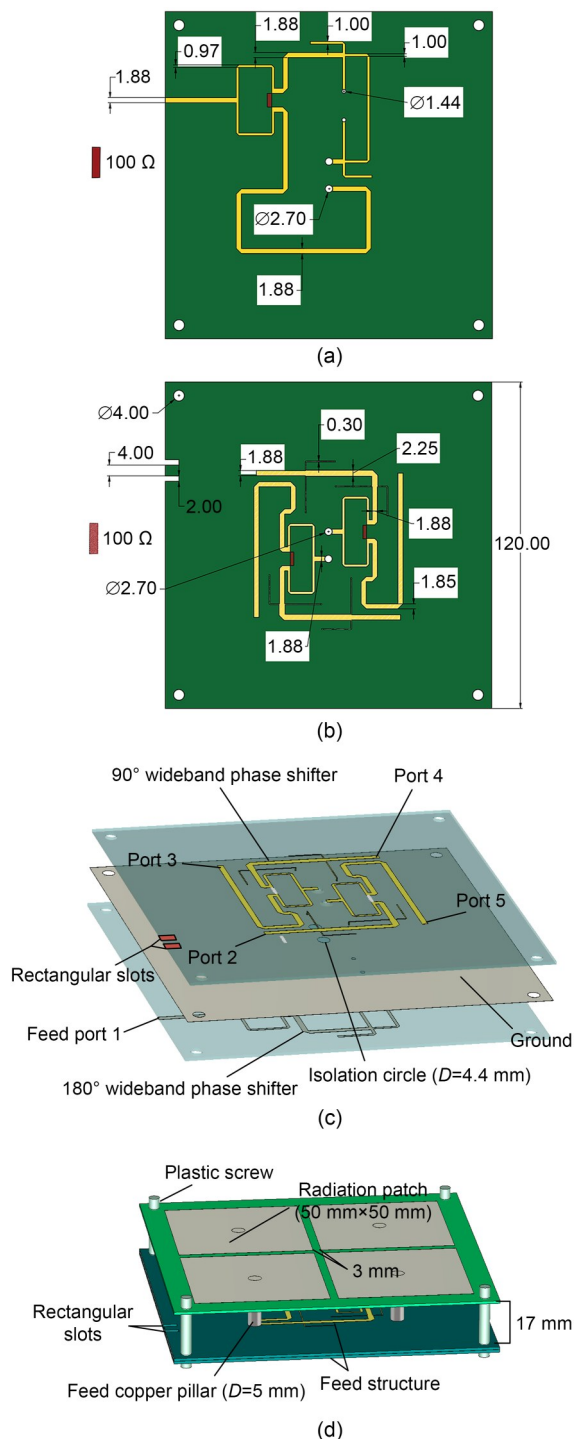 1.88
1.00
0.97
1.00
1.88
∅1.44
100 Ω
∅2.70
1.88
(a)
∅4.00
0.30
4.00
1.88
2.25
2.00
1.88
100 Ω
120.00
∅2.70
1.85
1.88
(b)
90° wideband phase shifter
Port 4
Port 3
Port 5
Port 2
Rectangular slots
Feed port 1
Ground
Isolation circle (D=4.4 mm)
180° wideband phase shifter
(c)
Plastic screw
Radiation patch
(50 mm×50 mm)
3 mm
Rectangular
slots
17 mm
Feed copper pillar (D=5 mm)
Feed structure
(d)